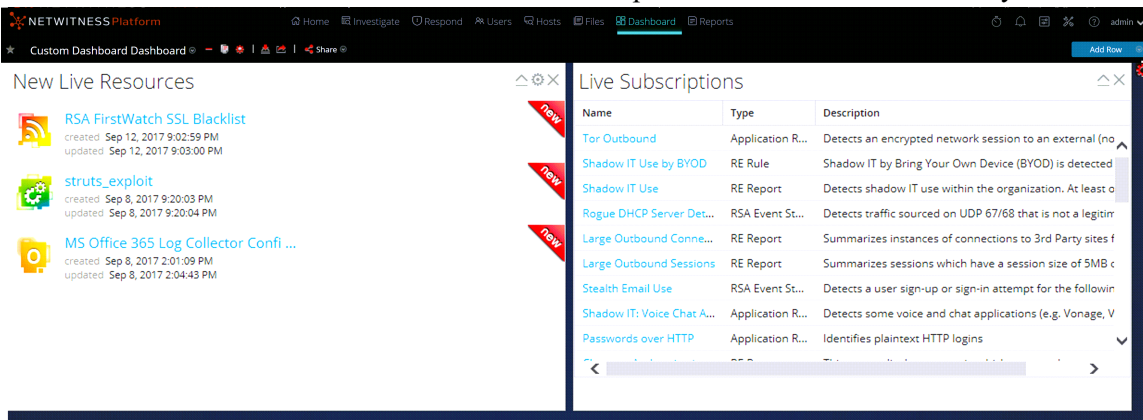 NETWITNESS Platform
Home Investigate Respond Users Hosts Files Dashboard Reports
admin
Custom Dashboard Dashboard
Share
Add Row
New Live Resources
RSA FirstWatch SSL Blacklist
created Sep 12, 2017 9:02:59 PM
updated Sep 12, 2017 9:03:00 PM
new
struts_exploit
created Sep 8, 2017 9:20:03 PM
updated Sep 8, 2017 9:20:04 PM
new
MS Office 365 Log Collector Confi ...
created Sep 8, 2017 2:01:09 PM
updated Sep 8, 2017 2:04:43 PM
new
Live Subscriptions
Name Type Description
Tor Outbound Application R... Detects an encrypted network session to an external (no
Shadow IT Use by BYOD RE Rule Shadow IT by Bring Your Own Device (BYOD) is detected
Shadow IT Use RE Report Detects shadow IT use within the organization. At least o
Rogue DHCP Server Det... RSA Event St... Detects traffic sourced on UDP 67/68 that is not a legitim
Large Outbound Conne... RE Report Summarizes instances of connections to 3rd Party sites f
Large Outbound Sessions RE Report Summarizes sessions which have a session size of 5MB
Stealth Email Use RSA Event St... Detects a user sign-up or sign-in attempt for the followin
Shadow IT: Voice Chat A... Application R... Detects some voice and chat applications (e.g. Vonage, V
Passwords over HTTP Application R... Identifies plaintext HTTP logins